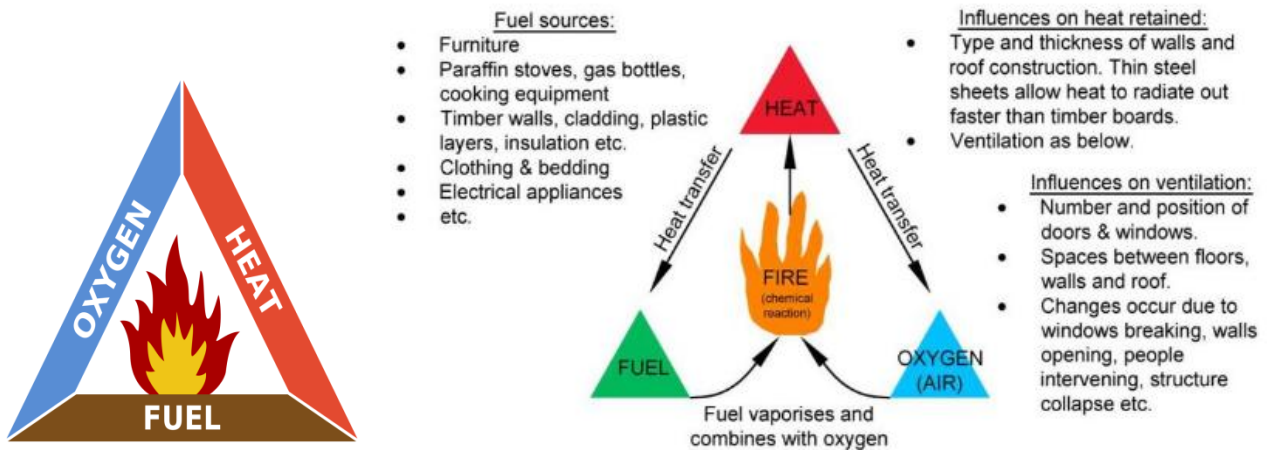 OXYGEN
HEAT
FUEL
Fuel sources:
• Furniture
• Paraffin stoves, gas bottles,
cooking equipment
• Timber walls, cladding, plastic
layers, insulation etc.
• Clothing & bedding
• Electrical appliances
• etc.
HEAT
Heat transfer
Heat transfer
FIRE
(chemical
reaction)
FUEL
OXYGEN
(AIR)
Fuel vaporises and
combines with oxygen
Influences on heat retained:
• Type and thickness of walls and
roof construction. Thin steel
sheets allow heat to radiate out
faster than timber boards.
• Ventilation as below.
Influences on ventilation:
• Number and position of
doors & windows.
• Spaces between floors,
walls and roof.
• Changes occur due to
windows breaking, walls
opening, people
intervening, structure
collapse etc.